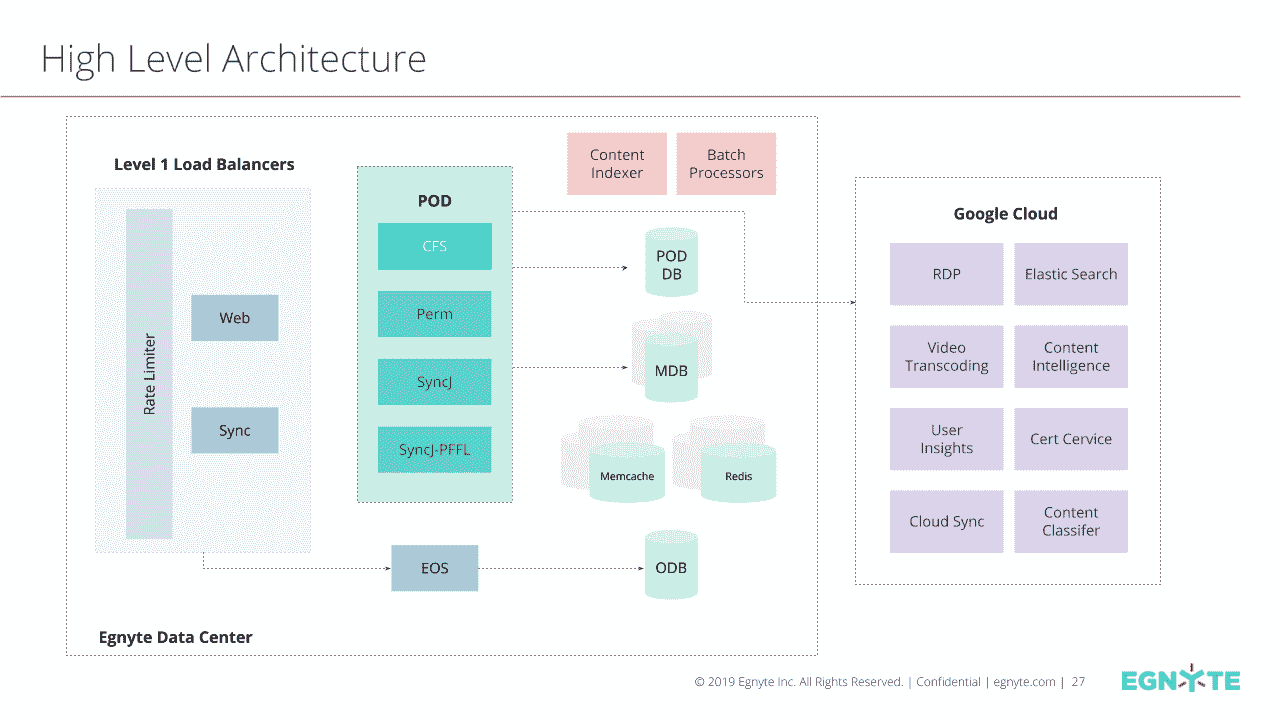 High Level Architecture
Level 1 Load Balancers
Rate Limiter
Web
Sync
POD
CFS
Perm
SyncJ
SyncJ-PFFL
EOS
Content
Indexer
Batch
Processors
POD
DB
MDB
Memcache
Redis
ODB
Egnyte Data Center
Google Cloud
RDP
Elastic Search
Video
Transcoding
Content
Intelligence
User
Insights
Cert Cervice
Cloud Sync
Content
Classifer
© 2019 Egnyte Inc. All Rights Reserved. | Confidential | egnyte.com | 27
EGNYTE